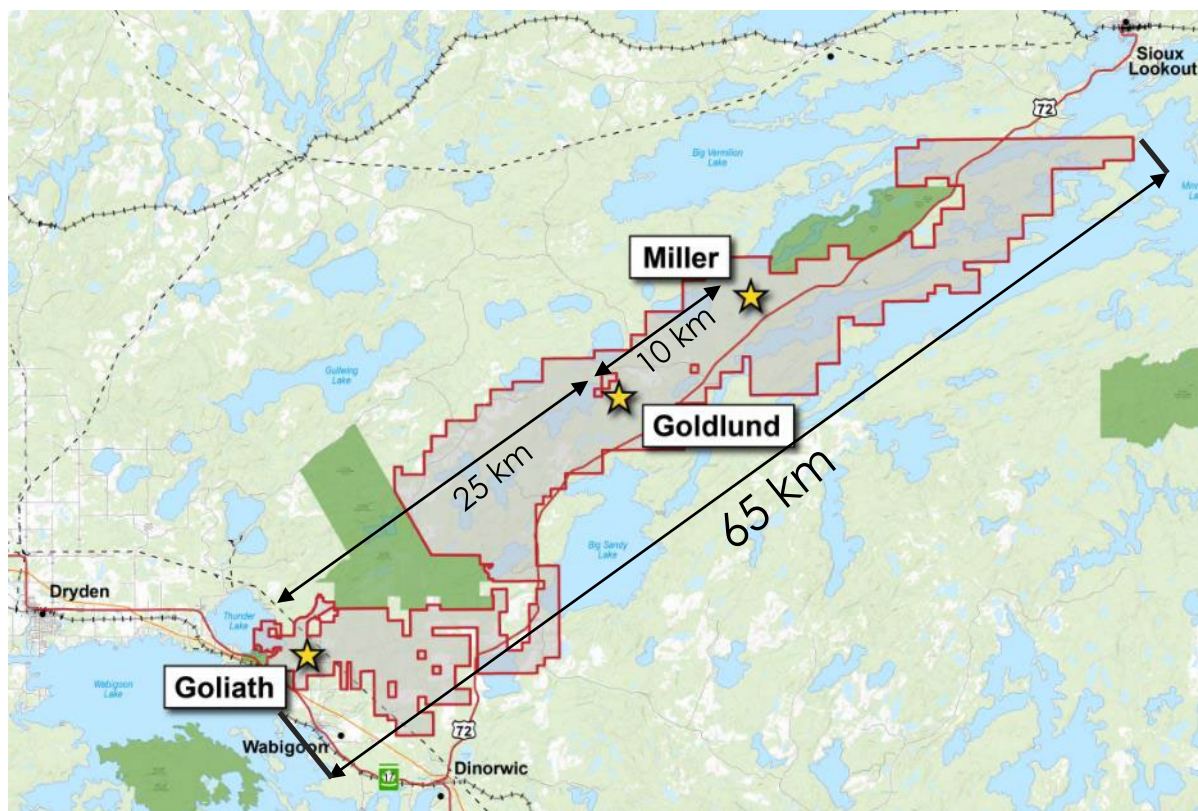 Sioux
Lookout
72
Big Vermilion
Lake
Miller
10 km
Gullwing
Lake
Goldlund
25 km
65 km
Big Sandy
Lake
Dryden
Thunder
Lake
Goliath
Wabigoon
Lake
Wabigoon
72
17
Dinorwic